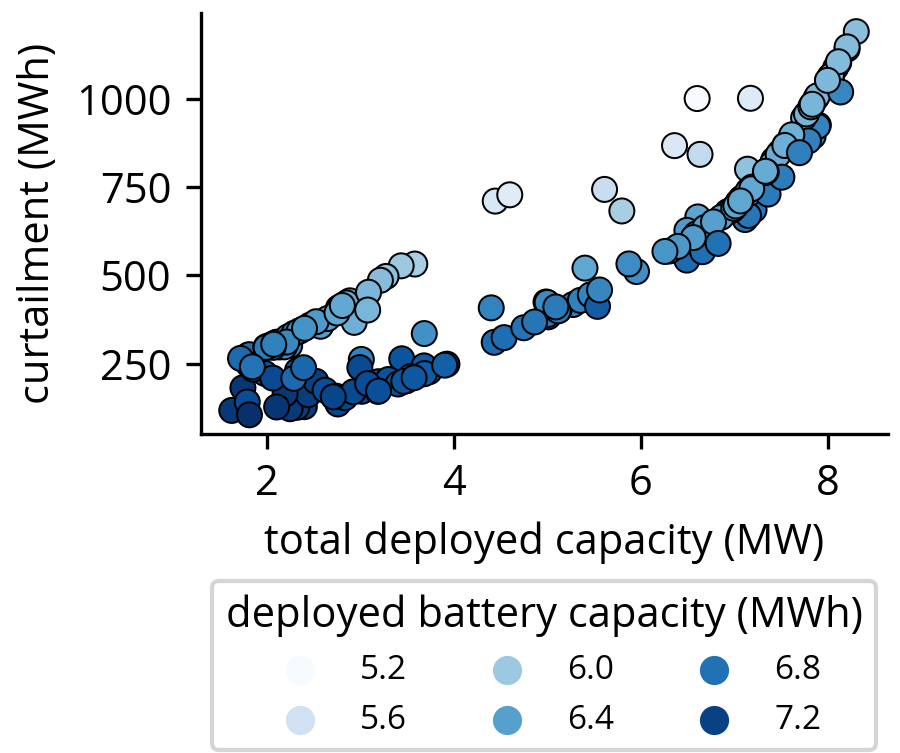 curtailment (MWh)
1000
750
500
250
2 4 6 8
total deployed capacity (MW)
deployed battery capacity (MWh)
5.2 6.0 6.8
5.6 6.4 7.2